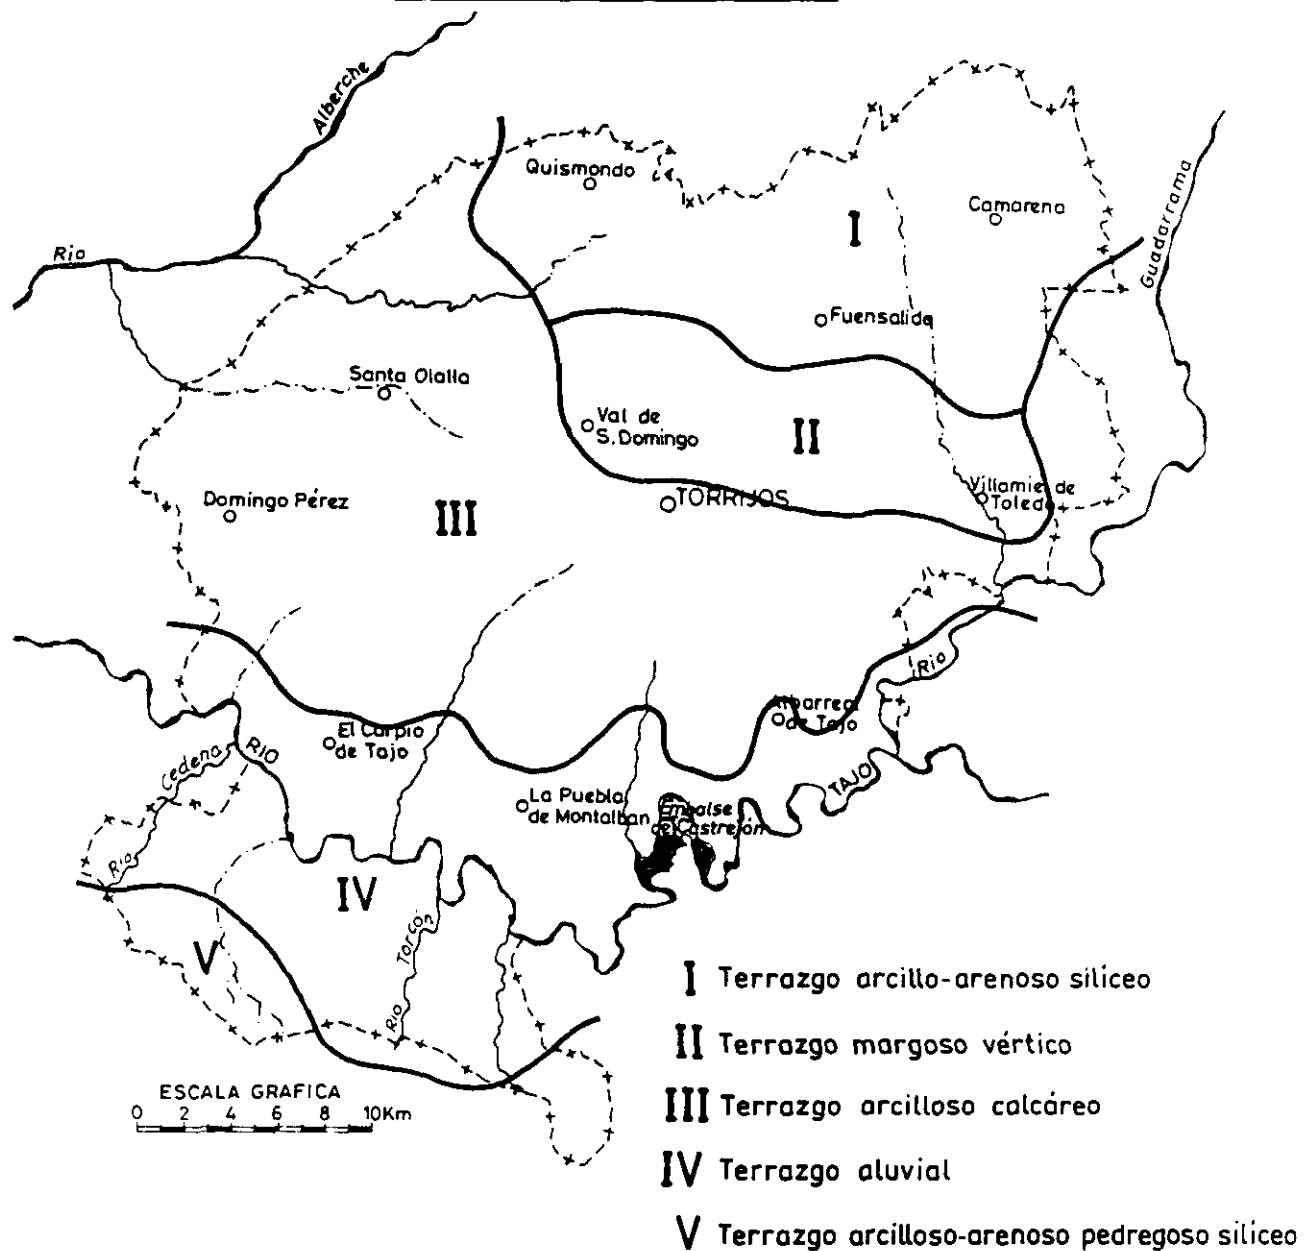 Alberche
Quismondo
Camarena
Guadarrama
I
Rio
Fuensalida
Santa Olalla
Val de
S. Domingo
II
Domingo Pérez
III
TORRIJOS
Villamiel de
Toledo
Rio
Albarreal
de Tajo
El Carpio
de Tajo
RIO
Cedena
TAJO
La Puebla
de Montalban
Embalse
de Castrejón
Rio
IV
Torcó
V
Rio
I Terrazgo arcillo-arenoso silíceo
II Terrazgo margoso vértico
III Terrazgo arcilloso calcáreo
IV Terrazgo aluvial
V Terrazgo arcilloso-arenoso pedregoso silíceo
ESCALA GRAFICA
0 2 4 6 8 10Km